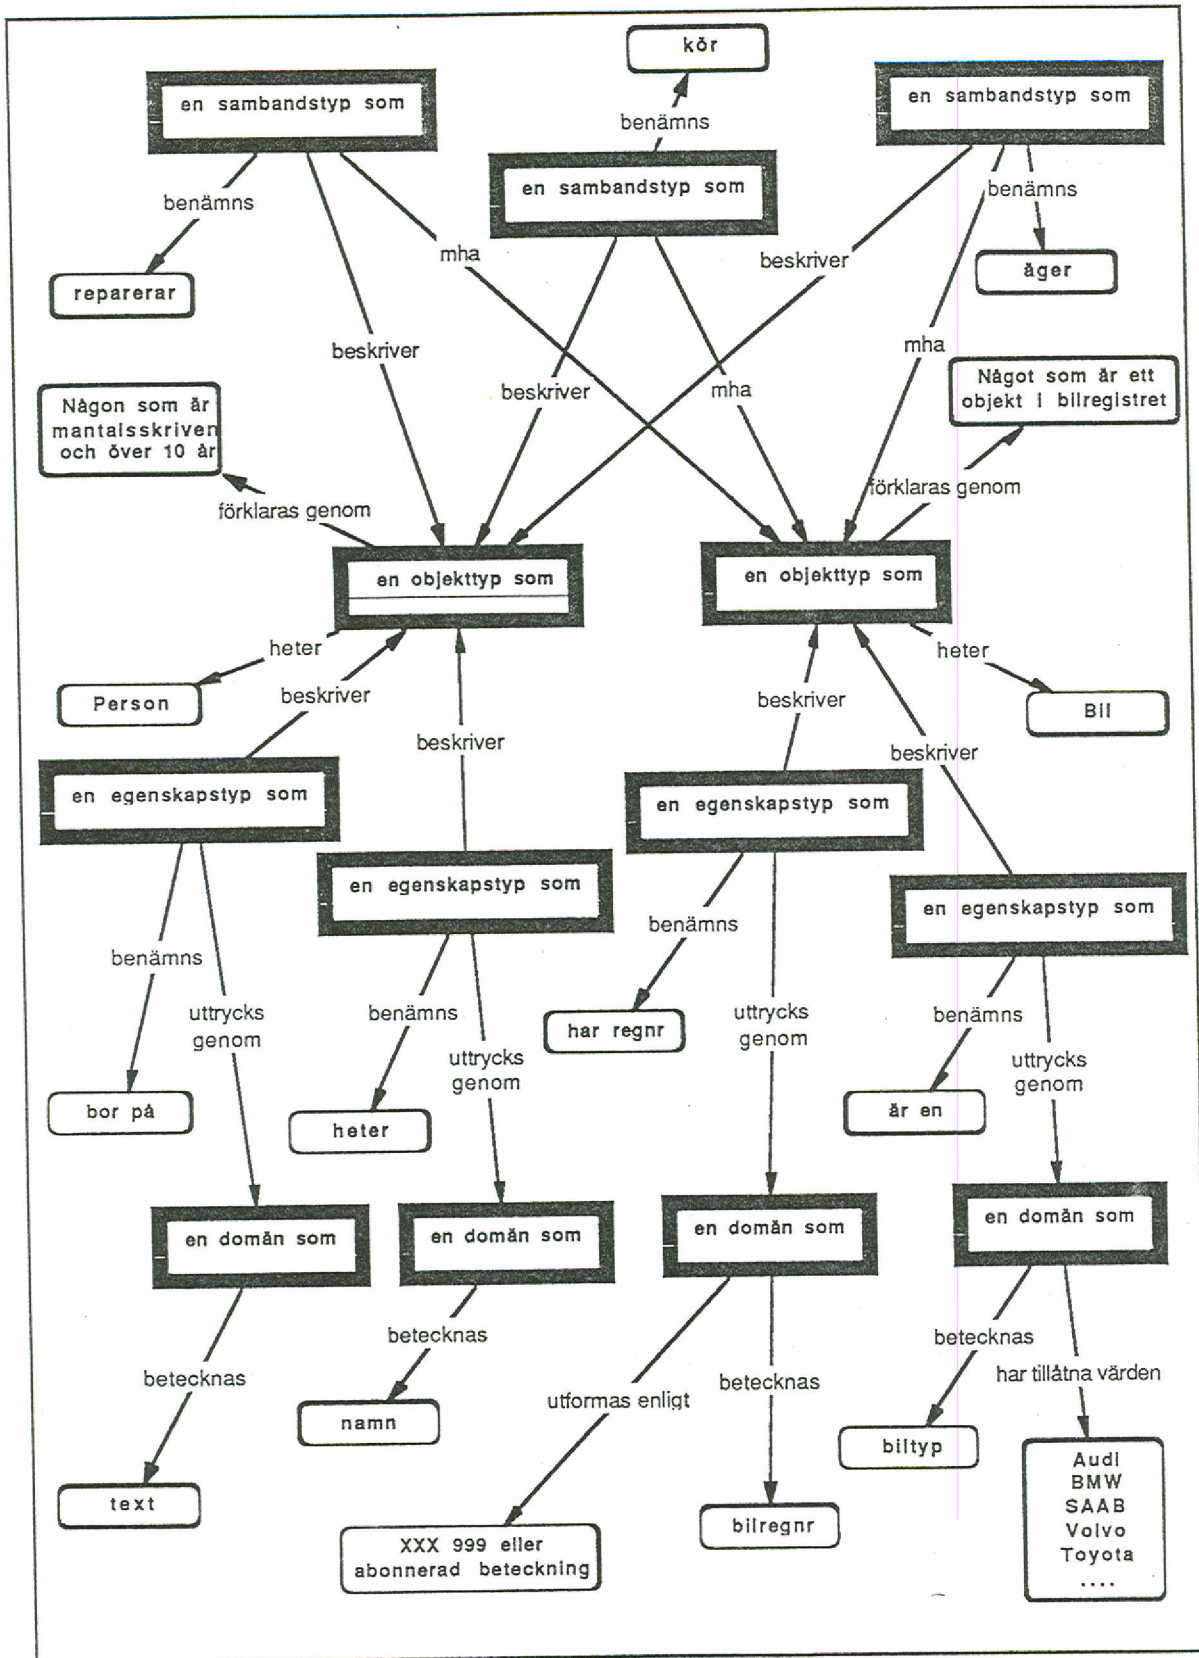 kör
en sambandstyp som
en sambandstyp som
benämns
en sambandstyp som
benämns
benämns
mha
beskriver
reparerar
äger
beskriver
mha
beskriver
mha
Någon som är
mantalsskriven
och över 10 år
Något som är ett
objekt i bilregistret
förklaras genom
förklaras genom
en objekttyp som
en objekttyp som
heter
heter
Person
beskriver
beskriver
Bil
beskriver
beskriver
en egenskapstyp som
en egenskapstyp som
en egenskapstyp som
en egenskapstyp som
benämns
benämns
uttrycks
genom
benämns
uttrycks
genom
benämns
har regnr
uttrycks
genom
uttrycks
genom
bor på
heter
är en
en domän som
en domän som
en domän som
en domän som
betecknas
betecknas
betecknas
har tillåtna värden
betecknas
utformas enligt
namn
biltyp
Audi
BMW
SAAB
Volvo
Toyota
....
text
bilregnr
XXX 999 eller
abonnerad beteckning